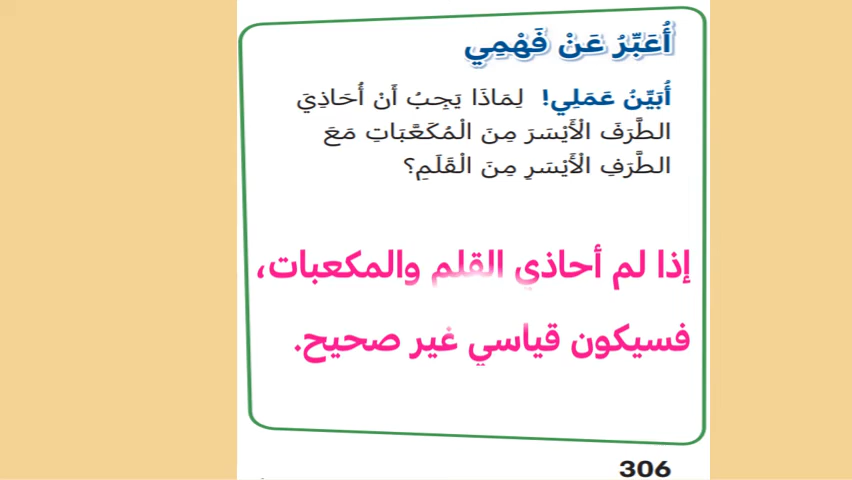 أُعَبِّرُ عَنْ فَهْمِي
أُبَيِّنُ عَمَلِي! لِمَاذَا يَجِبُ أَنْ أُحَاذِيَ
الطَّرَفَ الْأَيْسَرَ مِنَ الْمُكَعَّبَاتِ مَعَ
الطَّرَفِ الْأَيْسَرِ مِنَ الْقَلَمِ؟
إذا لم أحاذي القلم والمكعبات،
فسيكون قياسي غير صحيح.
306